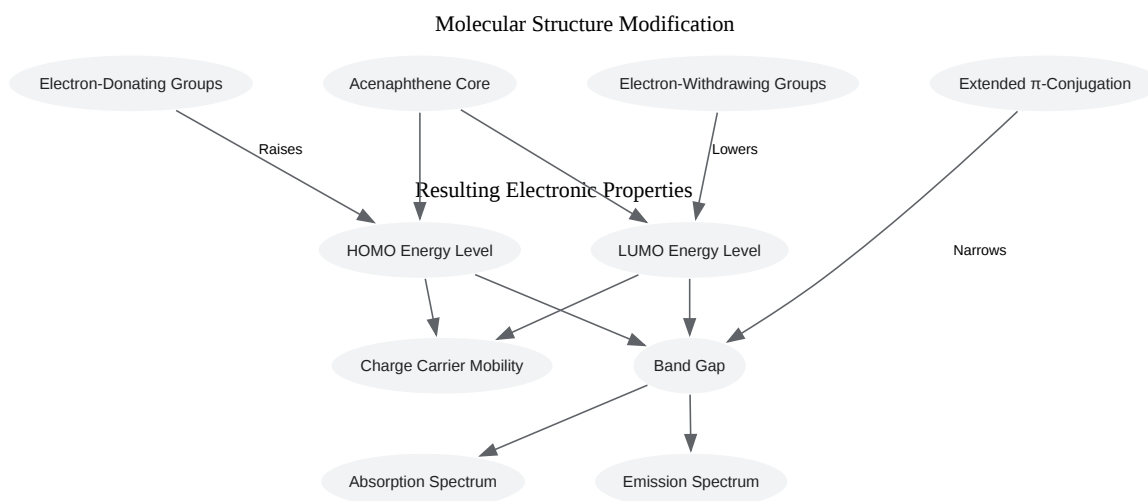 Molecular Structure Modification
Electron-Donating Groups
Acenaphthene Core
Electron-Withdrawing Groups
Extended π-Conjugation
Raises
Lowers
Resulting Electronic Properties
HOMO Energy Level
LUMO Energy Level
Narrows
Charge Carrier Mobility
Band Gap
Absorption Spectrum
Emission Spectrum